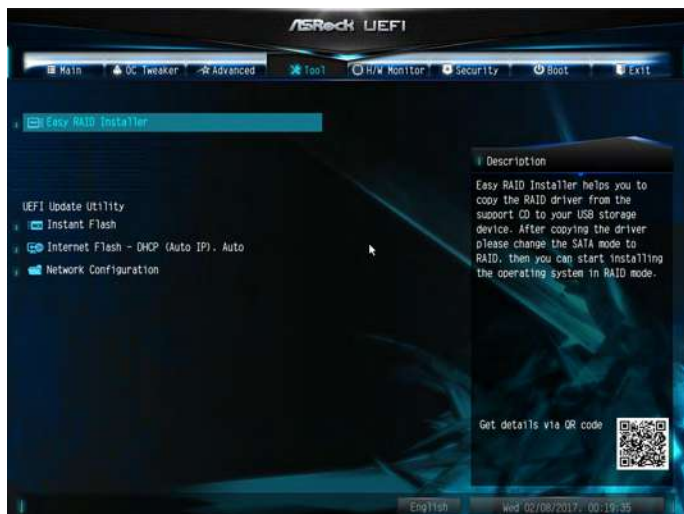 ASRock UEFI
Main OC Tweaker Advanced Tool H/W Monitor Security Boot Exit
Easy RAID Installer
UEFI Update Utility
Instant Flash
Internet Flash - DHCP (Auto IP). Auto
Network Configuration
Description
Easy RAID Installer helps you to
copy the RAID driver from the
support CD to your USB storage
device. After copying the driver
please change the SATA mode to
RAID, then you can start installing
the operating system in RAID mode.
Get details via QR code
English Wed 02/08/2017. 00:19:35